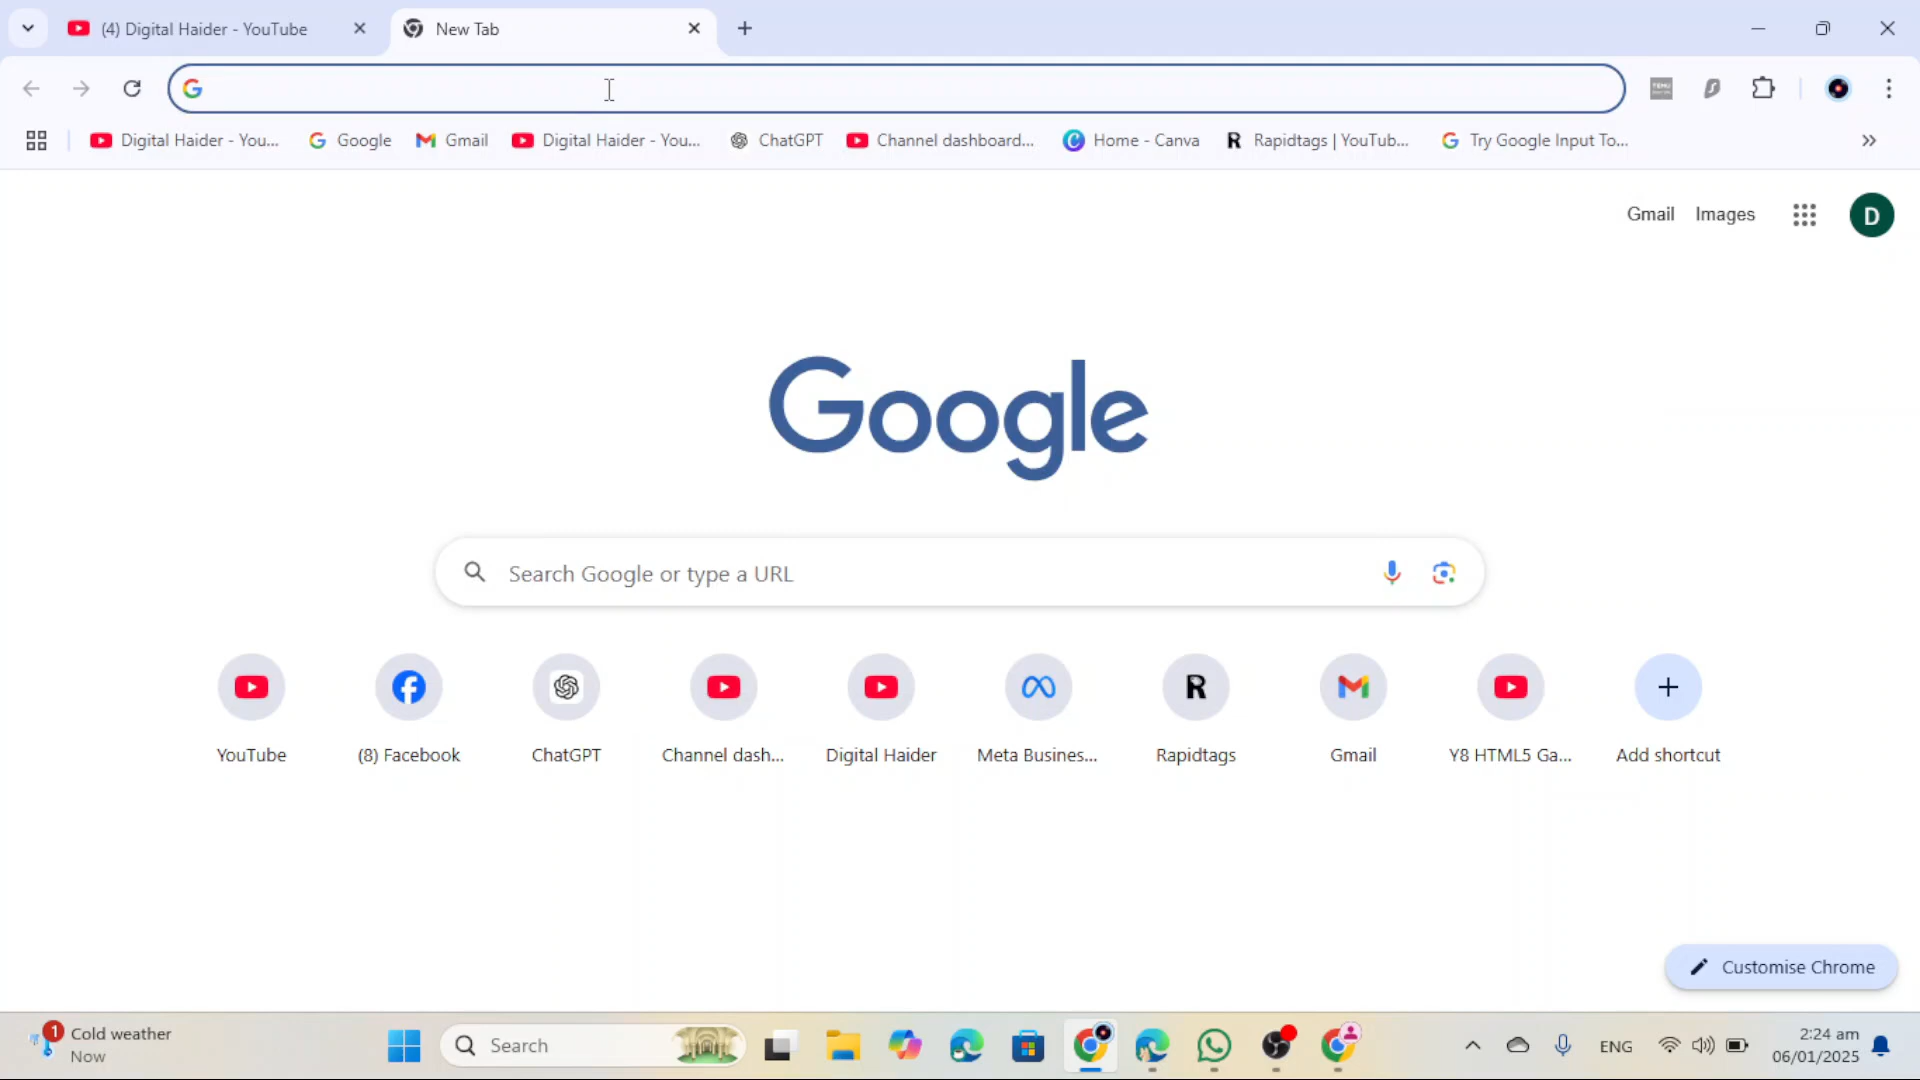 (4) Digital Haider - YouTube
New Tab
Digital Haider - You...
Google
Gmail
Digital Haider - You...
ChatGPT
Channel dashboard...
Home - Canva
Rapidtags | YouTub...
Try Google Input To...
Gmail
Images
D
Google
Search Google or type a URL
YouTube
(8) Facebook
ChatGPT
Channel dash...
Digital Haider
Meta Busines...
Rapidtags
Gmail
Y8 HTML5 Ga...
Add shortcut
Customise Chrome
1
Cold weather
Now
Search
ENG
2:24 am
06/01/2025